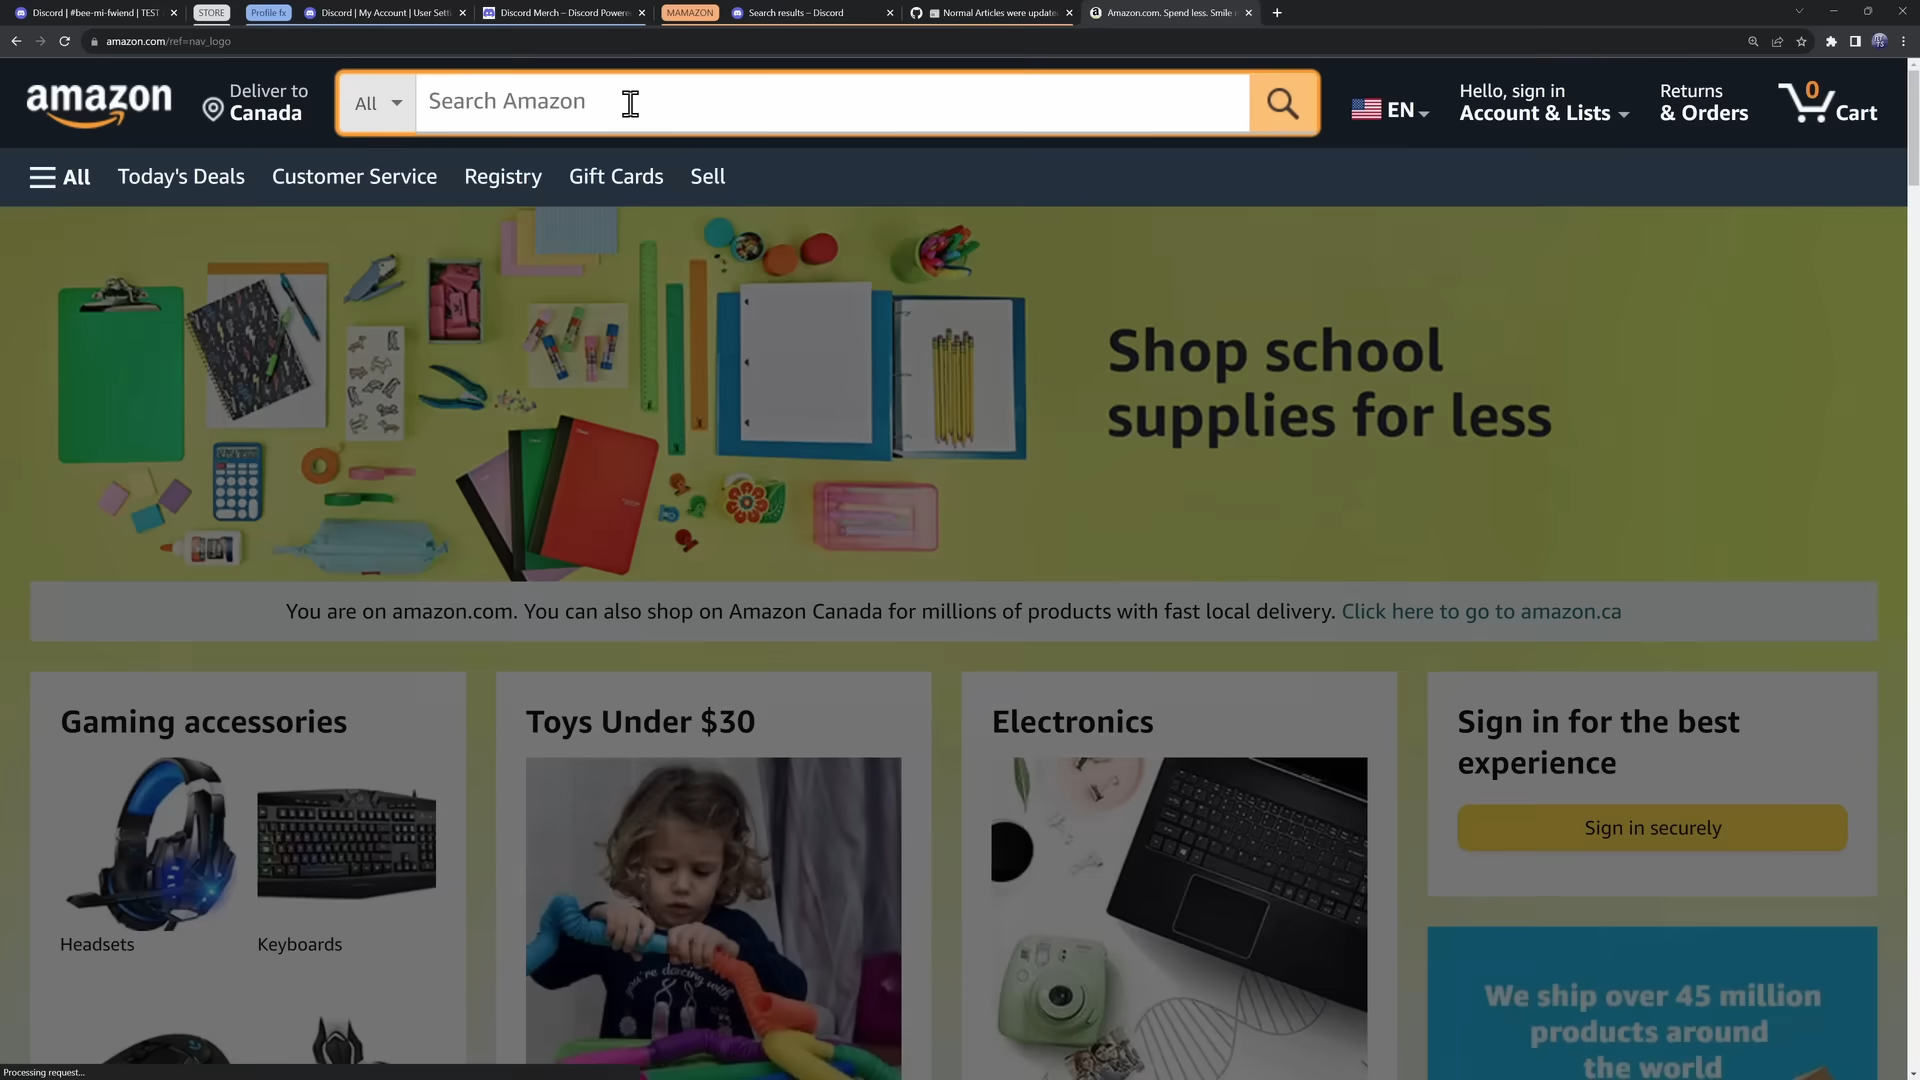 Discord | #bee-mi-fwiend | TEST
STORE
Profile fx
Discord | My Account | User Sett
Discord Merch – Discord Powere
MAMAZON
Search results – Discord
Normal Articles were update
Amazon.com. Spend less. Smile
amazon.com/ref=nav_logo
amazon
Deliver to
Canada
All
Search Amazon
EN
Hello, sign in
Account & Lists
Returns
& Orders
0
Cart
All
Today's Deals
Customer Service
Registry
Gift Cards
Sell
Shop school
supplies for less
You are on amazon.com. You can also shop on Amazon Canada for millions of products with fast local delivery. Click here to go to amazon.ca
Gaming accessories
Headsets
Keyboards
Toys Under $30
you're dancing with
Electronics
Sign in for the best
experience
Sign in securely
We ship over 45 million
products around
the world
Processing request...